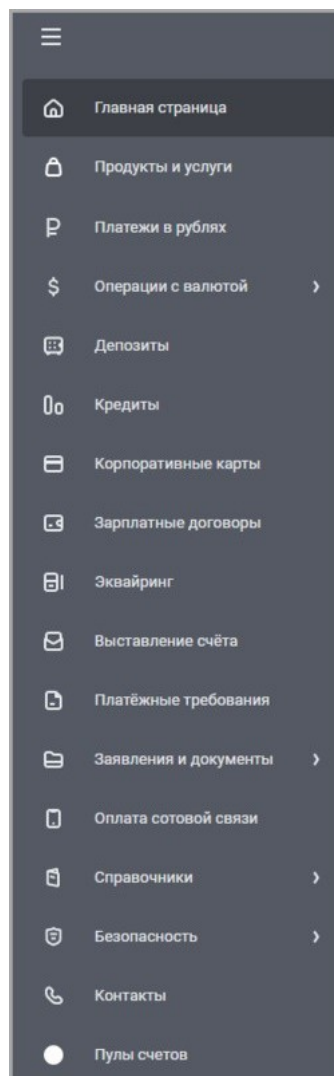 Главная страница
Продукты и услуги
Платежи в рублях
Операции с валютой
Депозиты
Кредиты
Корпоративные карты
Зарплатные договоры
Эквайринг
Выставление счёта
Платёжные требования
Заявления и документы
Оплата сотовой связи
Справочники
Безопасность
Контакты
Пулы счетов